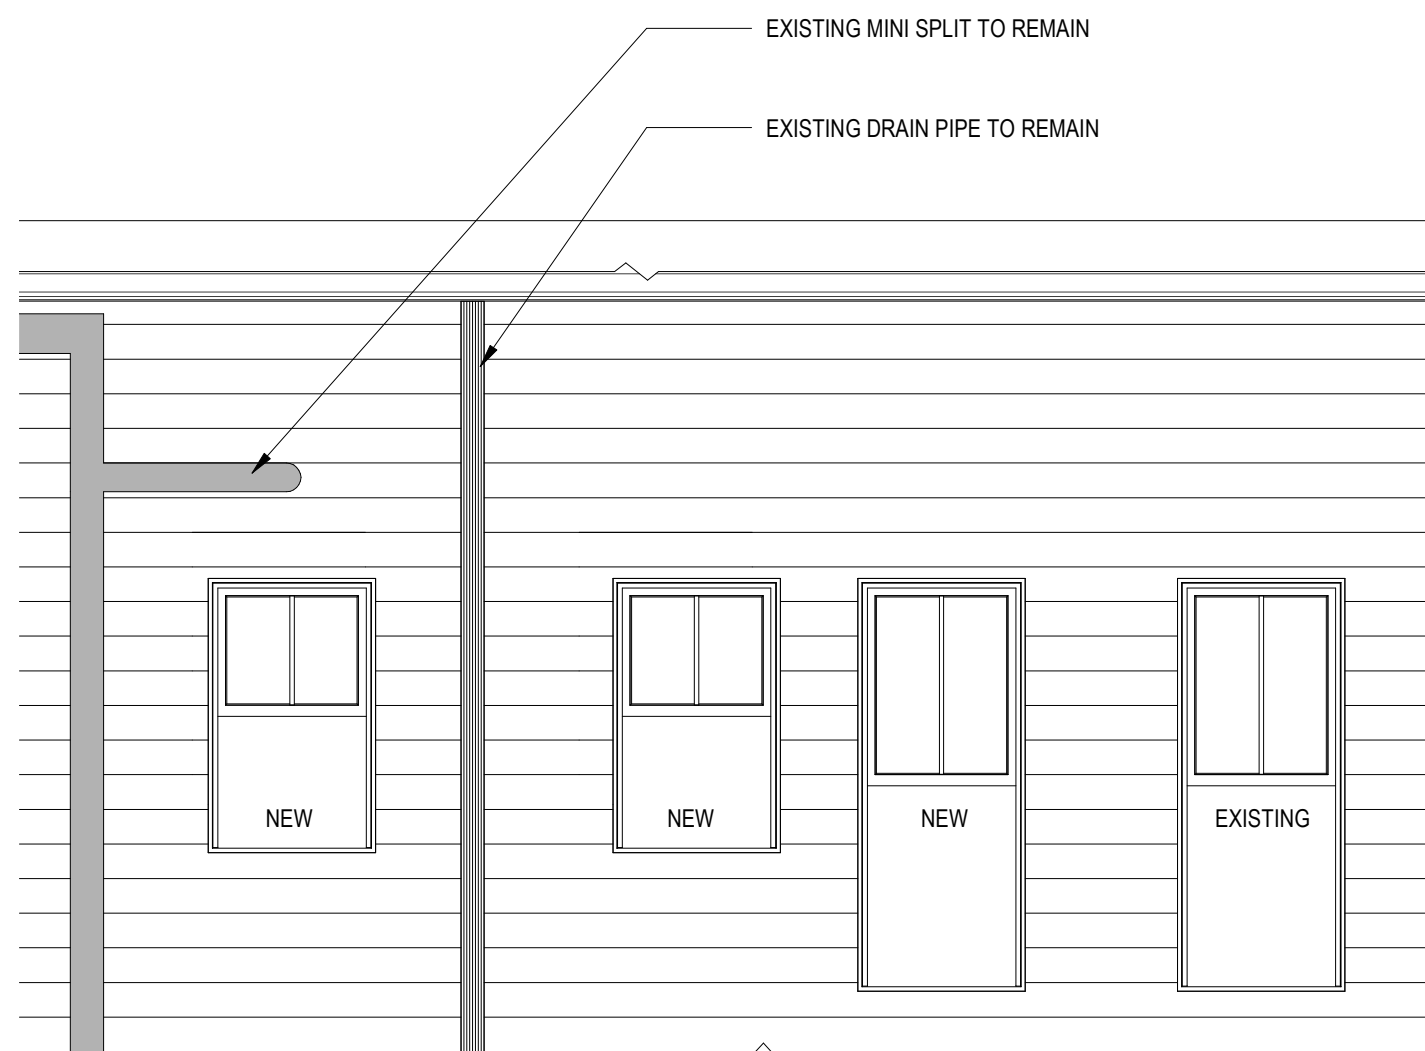 EXISTING MINI SPLIT TO REMAIN
EXISTING DRAIN PIPE TO REMAIN
NEW
NEW
NEW
EXISTING